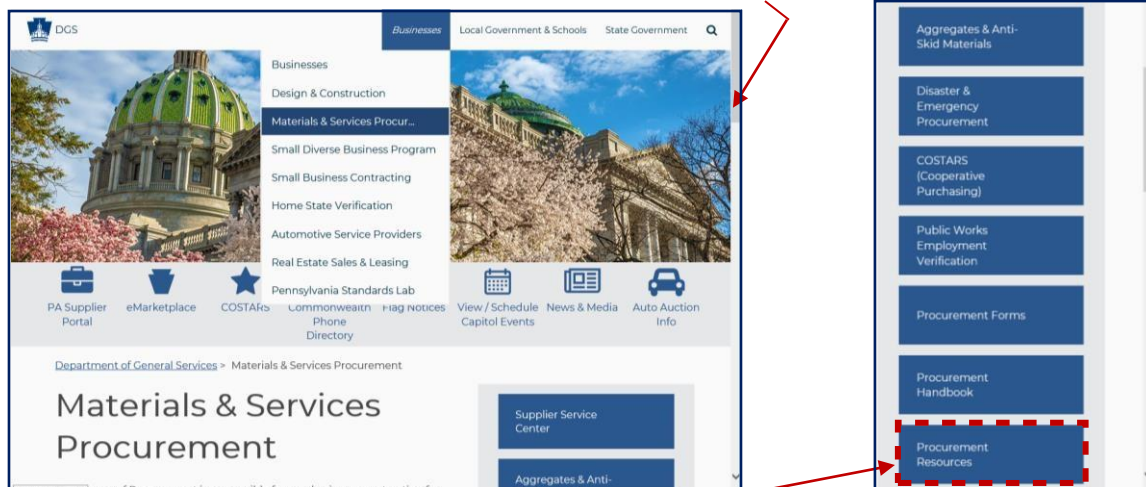 DGS
Businesses
Local Government & Schools
State Government
Businesses
Design & Construction
Materials & Services Procur...
Small Diverse Business Program
Small Business Contracting
Home State Verification
Automotive Service Providers
Real Estate Sales & Leasing
Pennsylvania Standards Lab
PA Supplier
Portal
eMarketplace
COSTARS
Commonwealth
Phone
Directory
Flag Notices
View / Schedule
Capitol Events
News & Media
Auto Auction
Info
Department of General Services > Materials & Services Procurement
Materials & Services
Procurement
Supplier Service
Center
Aggregates & Anti-
Aggregates & Anti-
Skid Materials
Disaster &
Emergency
Procurement
COSTARS
(Cooperative
Purchasing)
Public Works
Employment
Verification
Procurement Forms
Procurement
Handbook
Procurement
Resources